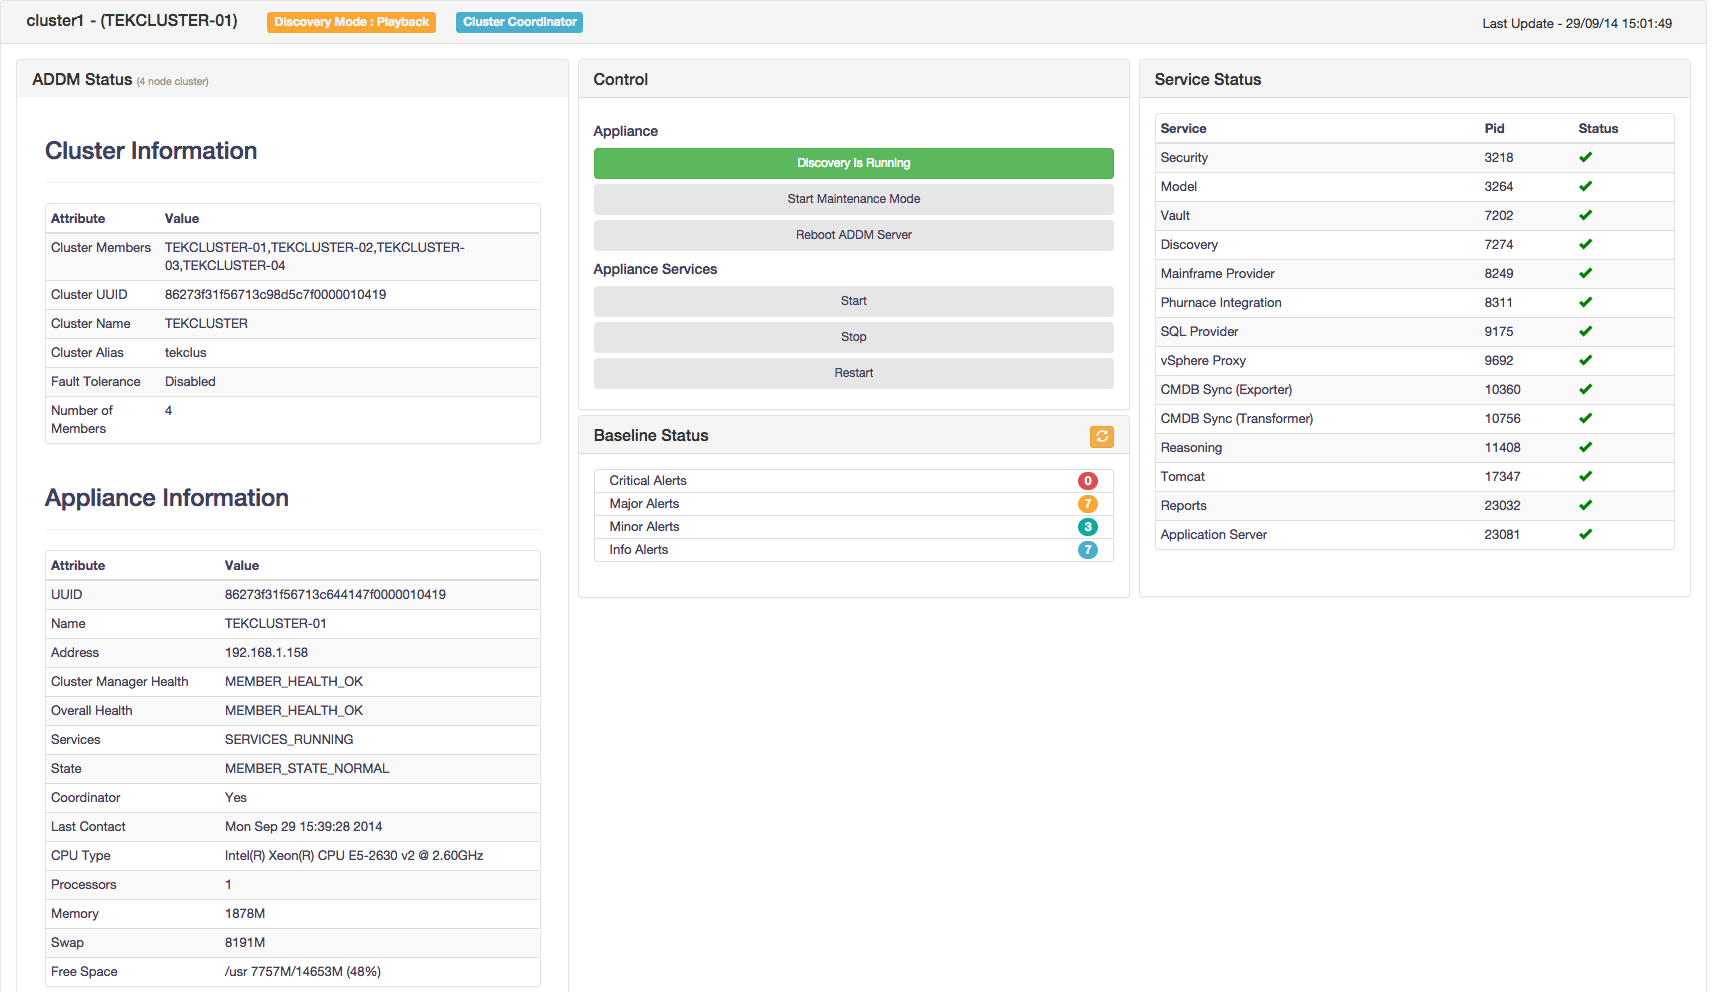 cluster1 - (TEKCLUSTER-01) Discovery Mode : Playback Cluster Coordinator Last Update - 29/09/14 15:01:49
ADDM Status (4 node cluster)
Cluster Information
Attribute Value
Cluster Members TEKCLUSTER-01,TEKCLUSTER-02,TEKCLUSTER-
03,TEKCLUSTER-04
Cluster UUID 86273f31f56713c98d5c7f0000010419
Cluster Name TEKCLUSTER
Cluster Alias tekclus
Fault Tolerance Disabled
Number of 4
Members
Appliance Information
Attribute Value
UUID 86273f31f56713c644147f0000010419
Name TEKCLUSTER-01
Address 192.168.1.158
Cluster Manager Health MEMBER_HEALTH_OK
Overall Health MEMBER_HEALTH_OK
Services SERVICES_RUNNING
State MEMBER_STATE_NORMAL
Coordinator Yes
Last Contact Mon Sep 29 15:39:28 2014
CPU Type Intel(R) Xeon(R) CPU E5-2630 v2 @ 2.60GHz
Processors 1
Memory 1878M
Swap 8191M
Free Space /usr 7757M/14653M (48%)
Control
Appliance
Discovery Is Running
Start Maintenance Mode
Reboot ADDM Server
Appliance Services
Start
Stop
Restart
Baseline Status
Critical Alerts 0
Major Alerts 7
Minor Alerts 3
Info Alerts 7
Service Status
Service Pid Status
Security 3218
Model 3264
Vault 7202
Discovery 7274
Mainframe Provider 8249
Phurnace Integration 8311
SQL Provider 9175
vSphere Proxy 9692
CMDB Sync (Exporter) 10360
CMDB Sync (Transformer) 10756
Reasoning 11408
Tomcat 17347
Reports 23032
Application Server 23081